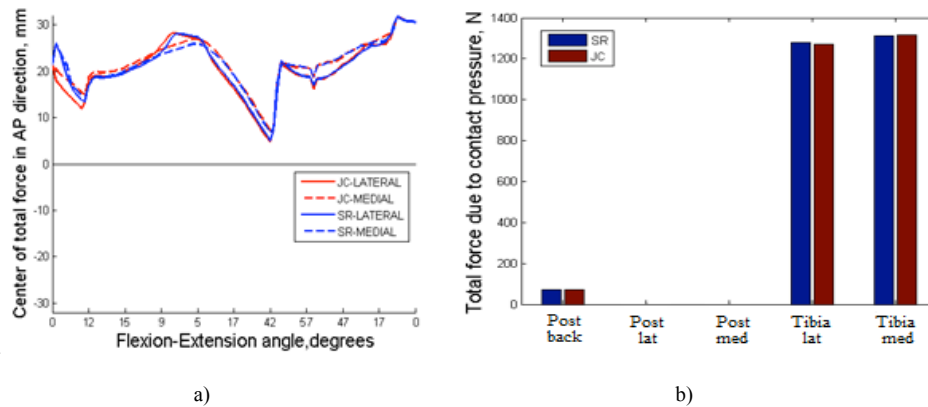 Center of total force in AP direction, mm
30
20
10
0
-10
-20
-30
JC-LATERAL
JC-MEDIAL
SR-LATERAL
SR-MEDIAL
0 12 15 9 5 17 42 57 47 17 0
Flexion-Extension angle,degrees
a)
Total force due to contact pressure, N
1400
1200
1000
800
600
400
200
0
SR
JC
Post back
Post lat
Post med
Tibia lat
Tibia med
b)